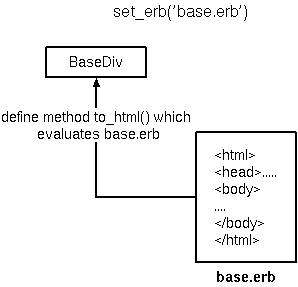 set_erb('base.erb')
BaseDiv
define method to_html() which
evaluates base.erb
<html>
<head>.....
<body>
....
</body>
</html>
base.erb